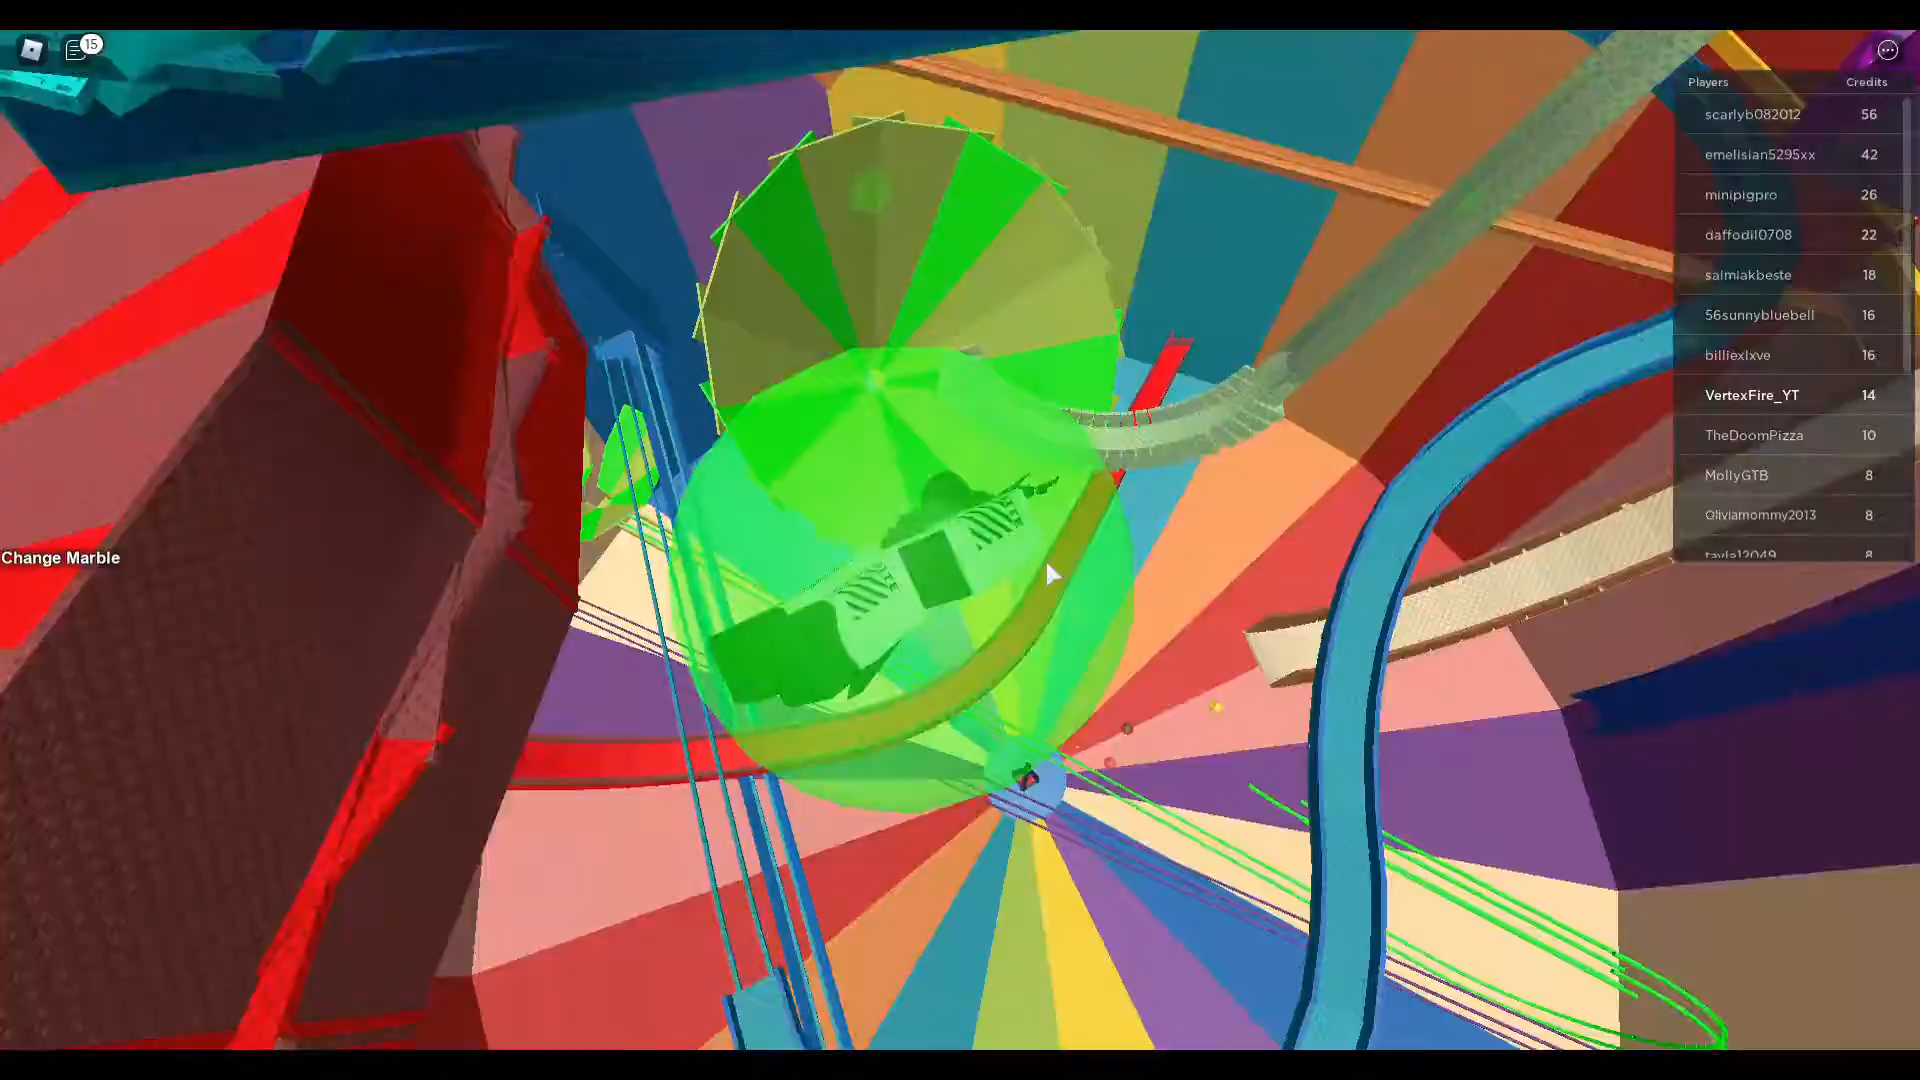 15
Players Credits
scarlyb082012 56
emelisian5295xx 42
minipigpro 26
daffodil0708 22
salmiakbeste 18
56sunnybluebell 16
billiexlxve 16
VertexFire_YT 14
TheDoomPizza 10
MollyGTB 8
Oliviamommy2013 8
tayla12049 8
Change Marble